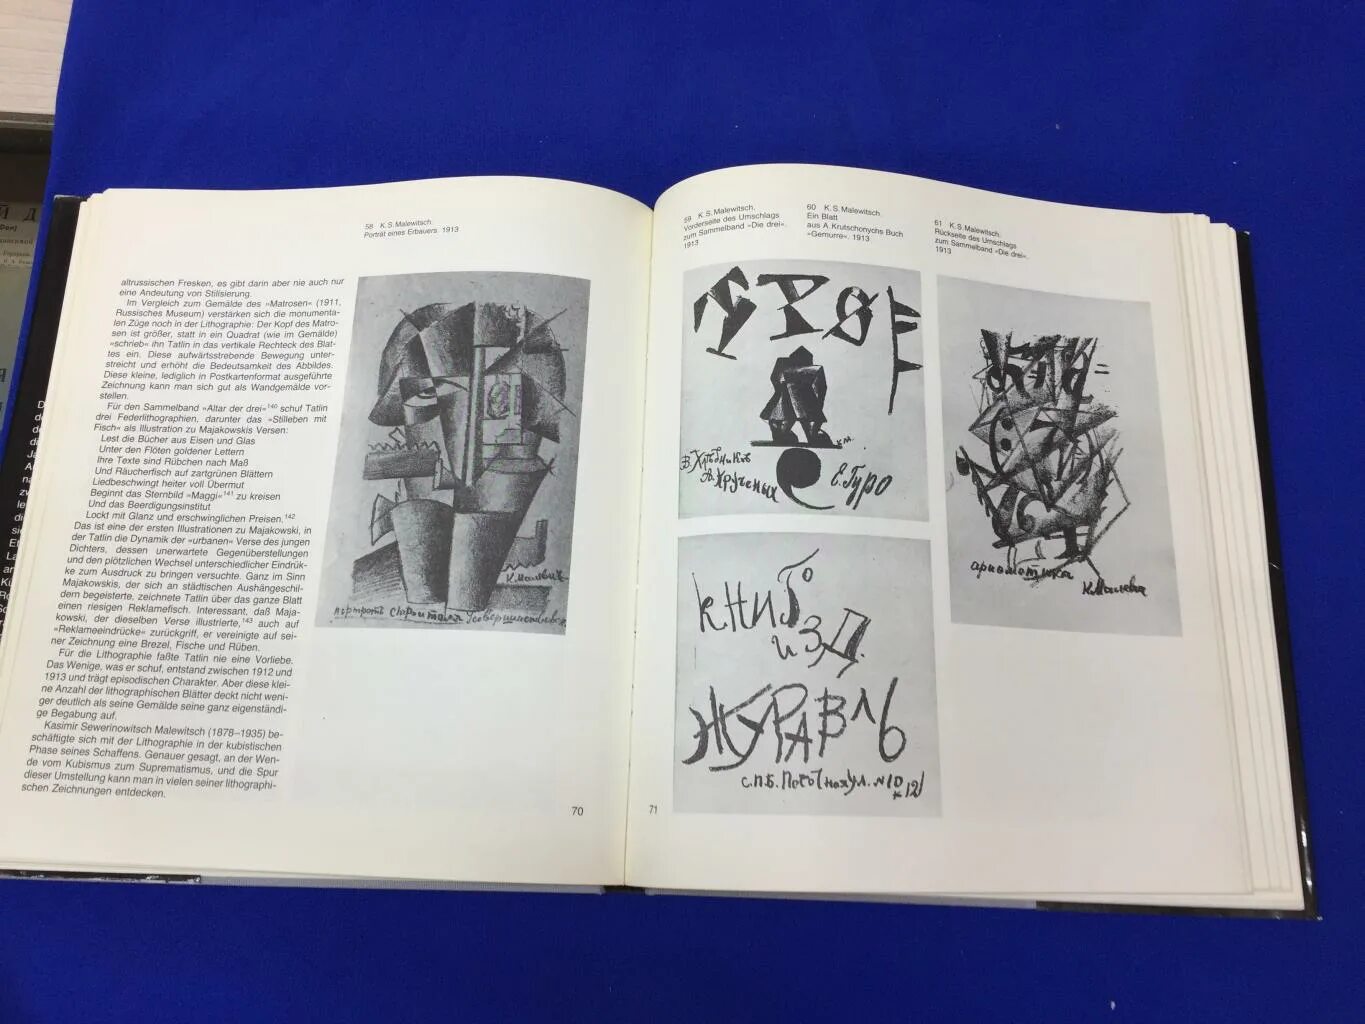 58 K.S.Malewitsch.
Porträt eines Erbauers. 1913
altrussischen Fresken, es gibt darin aber nie auch nur
eine Andeutung von Stilisierung.
Im Vergleich zum Gemälde des »Matrosen« (1911,
Russisches Museum) verstärken sich die monumenta-
len Züge noch in der Lithographie: Der Kopf des Matro-
sen ist größer, statt in ein Quadrat (wie im Gemälde)
»schrieb« ihn Tatlin in das vertikale Rechteck des Blat-
tes ein. Diese aufwärtsstrebende Bewegung unter-
streicht und erhöht die Bedeutsamkeit des Abbildes.
Diese kleine, lediglich in Postkartenformat ausgeführte
Zeichnung kann man sich gut als Wandgemälde vor-
stellen.
Für den Sammelband »Altar der drei«140 schuf Tatlin
drei Federlithographien, darunter das »Stilleben mit
Fisch« als Illustration zu Majakowskis Versen:
Lest die Bücher aus Eisen und Glas
Unter den Flöten goldener Lettern
Ihre Texte sind Rübchen nach Maß
Und Räucherfisch auf zartgrünen Blättern
Liedbeschwingt heiter voll Übermut
Beginnt das Sternbild »Maggi«141 zu kreisen
Und das Beerdigungsinstitut
Lockt mit Glanz und erschwinglichen Preisen.142
Das ist eine der ersten Illustrationen zu Majakowski, in
der Tatlin die Dynamik der »urbanen« Verse des jungen
Dichters, dessen unerwartete Gegenüberstellungen
und den plötzlichen Wechsel unterschiedlicher Eindrük-
ke zum Ausdruck zu bringen versuchte. Ganz im Sinn
Majakowskis, der sich an städtischen Aushängeschil-
dern begeisterte, zeichnete Tatlin über das ganze Blatt
einen riesigen Reklamefisch. Interessant, daß Maja-
kowski, der dieselben Verse illustrierte,143 auch auf
»Reklameeindrücke« zurückgriff, er vereinigte auf sei-
ner Zeichnung eine Brezel, Fische und Rüben.
Für die Lithographie faßte Tatlin nie eine Vorliebe.
Das Wenige, was er schuf, entstand zwischen 1912 und
1913 und trägt episodischen Charakter. Aber diese klei-
ne Anzahl der lithographischen Blätter deckt nicht weni-
ger deutlich als seine Gemälde seine ganz eigenständi-
ge Begabung auf.
Kasimir Sewerinowitsch Malewitsch (1878–1935) be-
schäftigte sich mit der Lithographie in der kubistischen
Phase seines Schaffens. Genauer gesagt, an der Wen-
de vom Kubismus zum Suprematismus, und die Spur
dieser Umstellung kann man in vielen seiner lithographi-
schen Zeichnungen entdecken.
70
59 K.S.Malewitsch.
Vorderseite des Umschlags
zum Sammelband »Die drei«.
1913
60 K.S.Malewitsch.
Ein Blatt
aus A.Krutschonychs Buch
»Gemurre«. 1913
61 K.S.Malewitsch.
Rückseite des Umschlags
zum Sammelband »Die drei«.
1913
ТРОЕ
К М.
В. Хлѣбников
А. Крученых
Е. Гуро
КНИГО
ИЗД.
ЖУРАВЛЬ
С.П.Б.
арифметика
К. Малевич
71